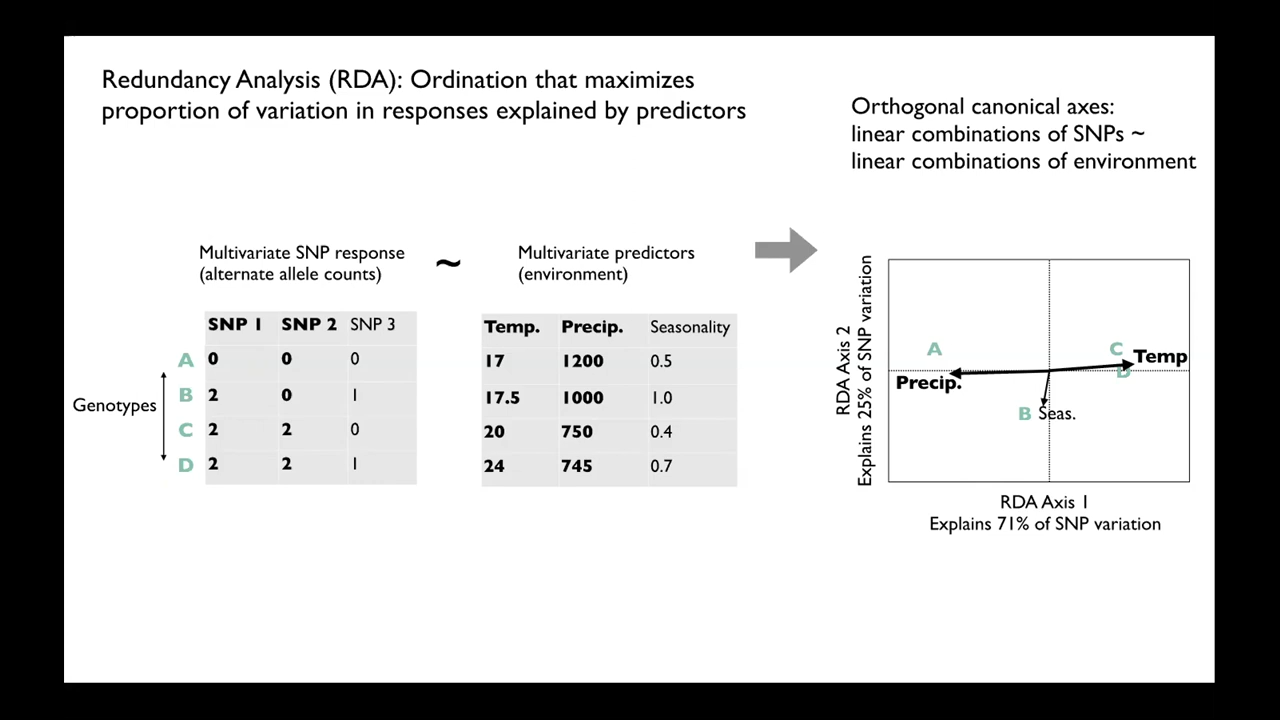 Redundancy Analysis (RDA): Ordination that maximizes
proportion of variation in responses explained by predictors
Orthogonal canonical axes:
linear combinations of SNPs ~
linear combinations of environment
Multivariate SNP response
(alternate allele counts)
~
Multivariate predictors
(environment)
SNP 1 SNP 2 SNP 3
A 0 0 0
B 2 0 1
C 2 2 0
D 2 2 1
Genotypes
Temp. Precip. Seasonality
17 1200 0.5
17.5 1000 1.0
20 750 0.4
24 745 0.7
RDA Axis 2
Explains 25% of SNP variation
A
C
Temp
D
Precip.
B Seas.
RDA Axis 1
Explains 71% of SNP variation